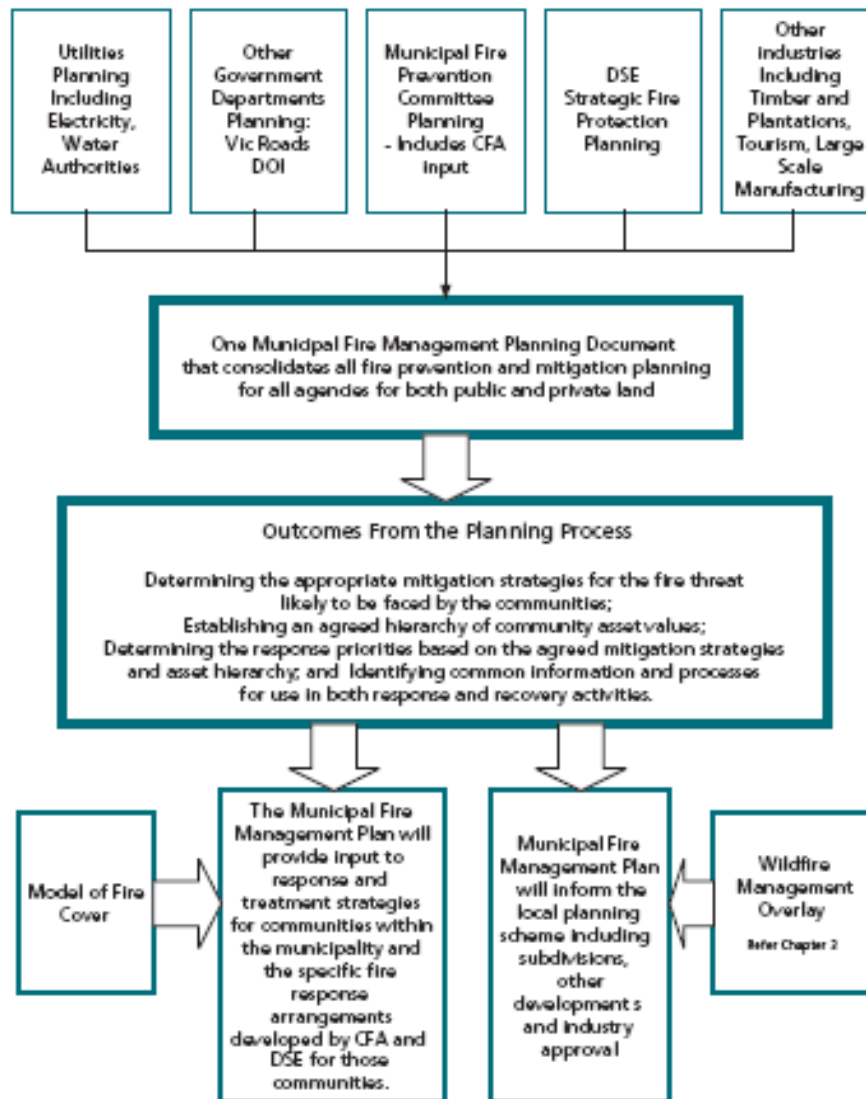 Utilities
Planning
Including
Electricity,
Water
Authorities
Other
Government
Departments
Planning:
Vic Roads
DOI
Municipal Fire
Prevention
Committee
Planning
- Includes CFA
input
DSE
Strategic Fire
Protection
Planning
Other
industries
Including
Timber and
Plantations,
Tourism, Large
Scale
Manufacturing
One Municipal Fire Management Planning Document
that consolidates all fire prevention and mitigation planning
for all agencies for both public and private land
Outcomes From the Planning Process
Determining the appropriate mitigation strategies for the fire threat
likely to be faced by the communities;
Establishing an agreed hierarchy of community asset values;
Determining the response priorities based on the agreed mitigation strategies
and asset hierarchy; and Identifying common information and processes
for use in both response and recovery activities.
Model of Fire
Cover
The Municipal Fire
Management Plan will
provide input to
response and
treatment strategies
for communities within
the municipality and
the specific fire
response
arrangements
developed by CFA and
DSE for those
communities.
Municipal Fire
Management Plan
will inform the
local planning
scheme including
subdivisions,
other
developments
and industry
approval
Wildfire
Management
Overlay
Refer Chapter 2